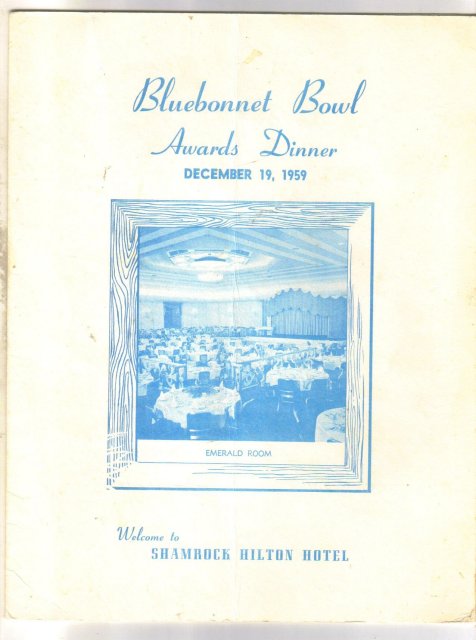 Bluebonnet Bowl
Awards Dinner
DECEMBER 19, 1959
EMERALD ROOM
Welcome to
SHAMROCK HILTON HOTEL